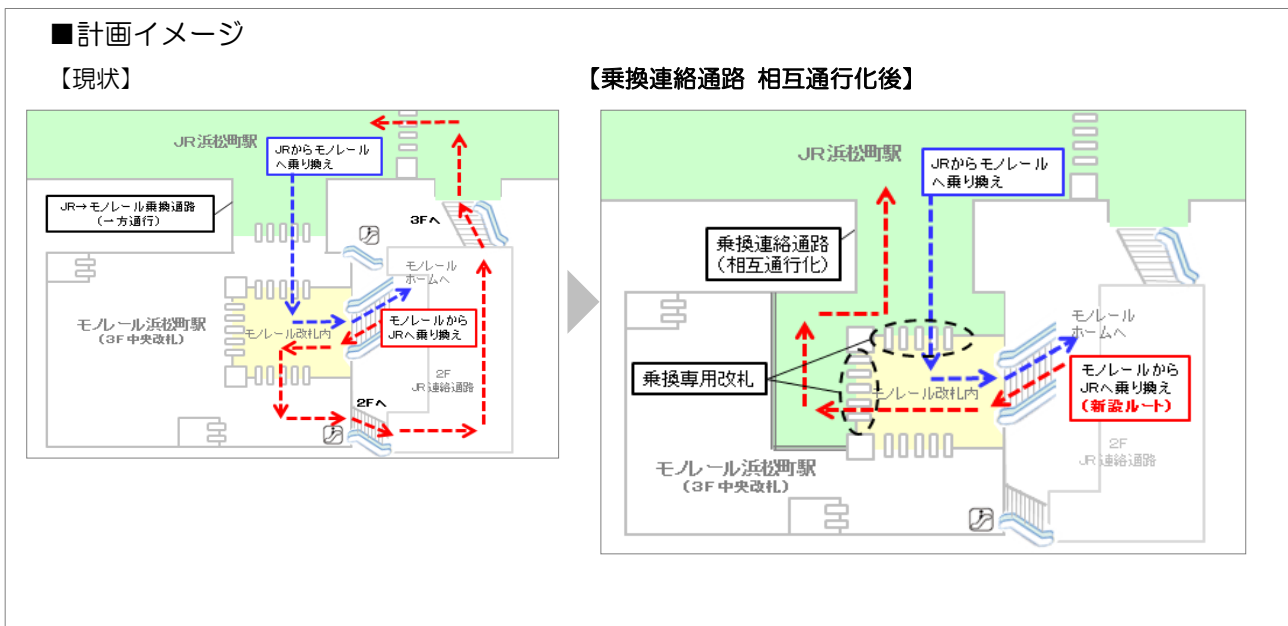 ■計画イメージ
【現状】
JR浜松町駅
JRからモノレール
へ乗り換え
JR→モノレール乗換通路
(一方通行)
3Fへ
モノレール
ホームへ
モノレール浜松町駅
(3F中央改札)
モノレール改札内
モノレールから
JRへ乗り換え
2F
JR連絡通路
2Fへ
【乗換連絡通路 相互通行化後】
JR浜松町駅
JRからモノレール
へ乗り換え
乗換連絡通路
(相互通行化)
モノレール
ホームへ
乗換専用改札
モノレール改札内
モノレールから
JRへ乗り換え
(新設ルート)
2F
JR連絡通路
モノレール浜松町駅
(3F中央改札)